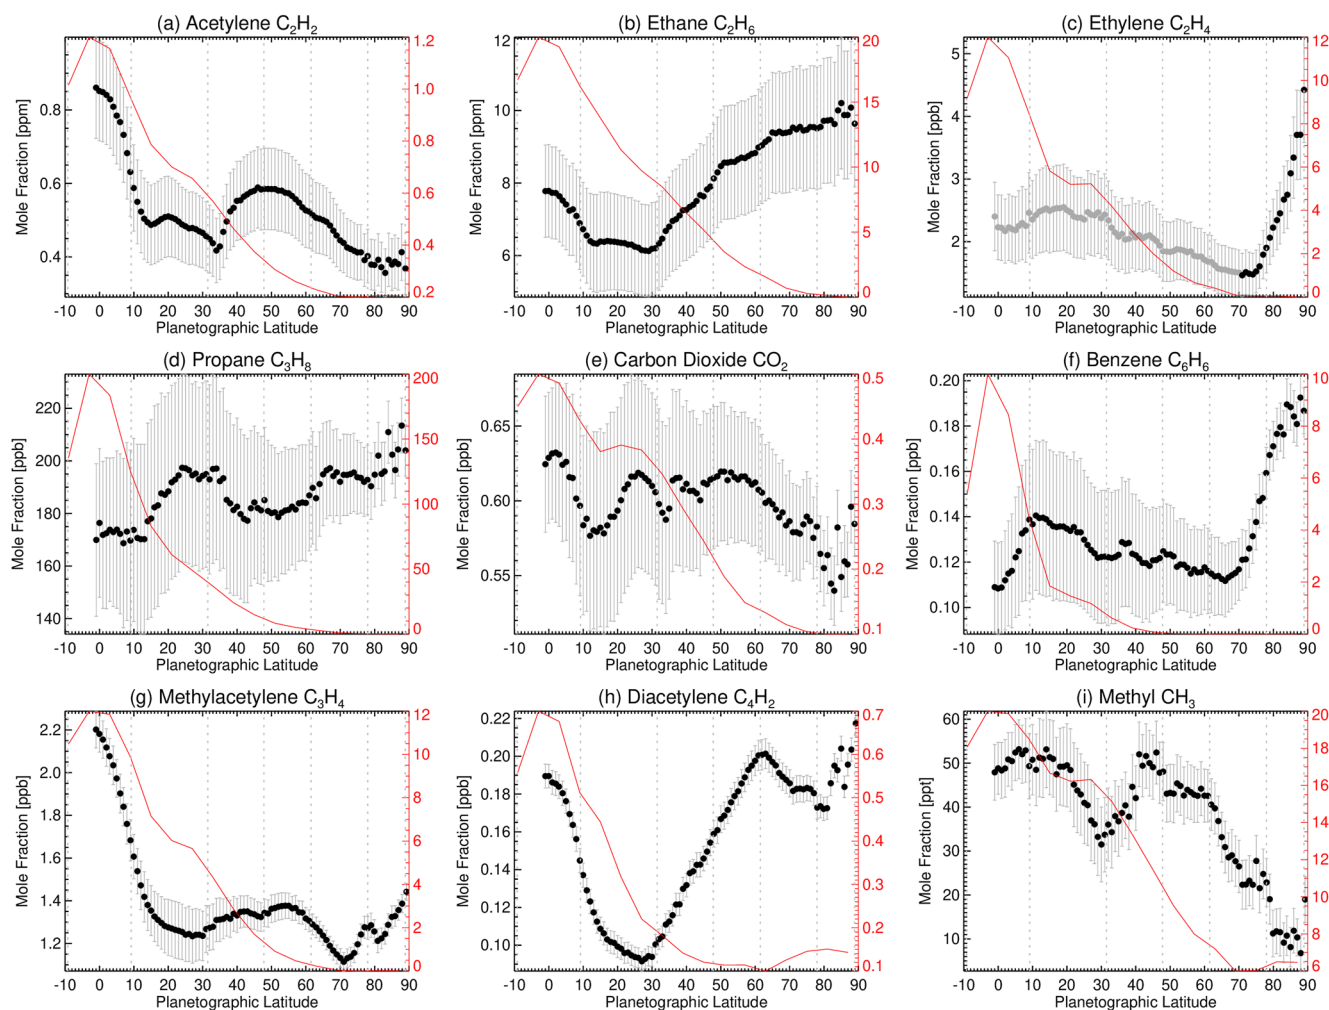 (a) Acetylene C₂H₂
(b) Ethane C₂H₆
(c) Ethylene C₂H₄
Mole Fraction [ppm]
0.8
0.6
0.4
1.2
1.0
0.8
0.6
0.4
0.2
-10 0 10 20 30 40 50 60 70 80 90
Planetographic Latitude
Mole Fraction [ppm]
12
10
8
6
20
15
10
5
0
-10 0 10 20 30 40 50 60 70 80 90
Planetographic Latitude
Mole Fraction [ppb]
5
4
3
2
12
10
8
6
4
2
0
-10 0 10 20 30 40 50 60 70 80 90
Planetographic Latitude
(d) Propane C₃H₈
(e) Carbon Dioxide CO₂
(f) Benzene C₆H₆
Mole Fraction [ppb]
220
200
180
160
140
200
150
100
50
0
-10 0 10 20 30 40 50 60 70 80 90
Planetographic Latitude
Mole Fraction [ppb]
0.65
0.60
0.55
0.5
0.4
0.3
0.2
0.1
-10 0 10 20 30 40 50 60 70 80 90
Planetographic Latitude
Mole Fraction [ppb]
0.20
0.18
0.16
0.14
0.12
0.10
10
8
6
4
2
0
-10 0 10 20 30 40 50 60 70 80 90
Planetographic Latitude
(g) Methylacetylene C₃H₄
(h) Diacetylene C₄H₂
(i) Methyl CH₃
Mole Fraction [ppb]
2.2
2.0
1.8
1.6
1.4
1.2
12
10
8
6
4
2
0
-10 0 10 20 30 40 50 60 70 80 90
Planetographic Latitude
Mole Fraction [ppb]
0.22
0.20
0.18
0.16
0.14
0.12
0.10
0.7
0.6
0.5
0.4
0.3
0.2
0.1
-10 0 10 20 30 40 50 60 70 80 90
Planetographic Latitude
Mole Fraction [ppt]
60
50
40
30
20
10
20
18
16
14
12
10
8
6
-10 0 10 20 30 40 50 60 70 80 90
Planetographic Latitude